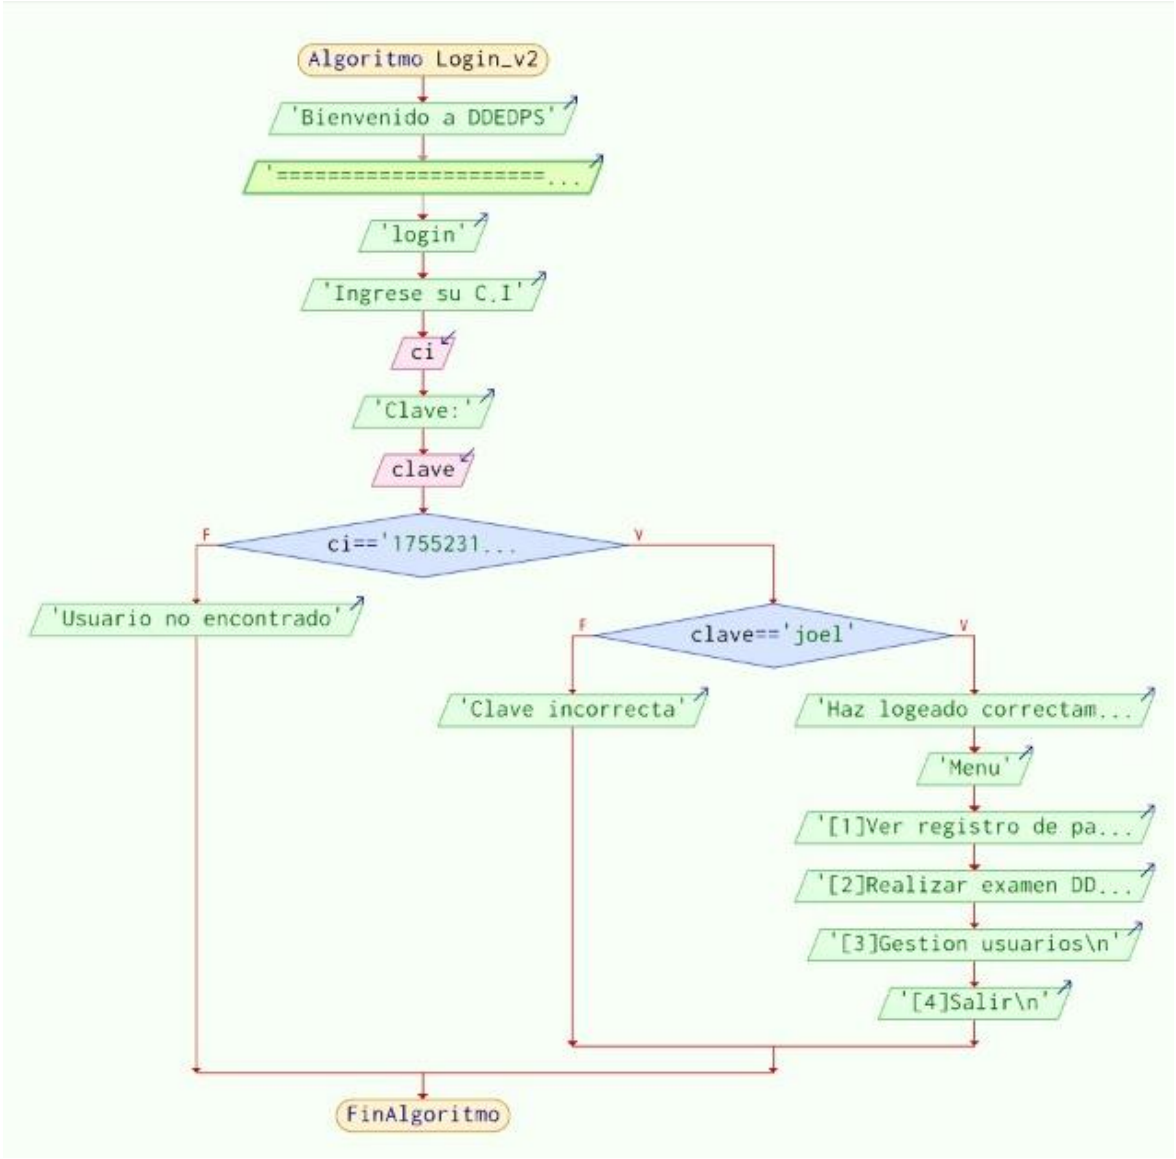 Algoritmo Login_v2
'Bienvenido a DDEDPS'
'=====================...
'login'
'Ingrese su C.I'
ci
'Clave:'
clave
ci=='1755231...
F
V
'Usuario no encontrado'
clave=='joel'
F
V
'Clave incorrecta'
'Haz logeado correctam...
'Menu'
'[1]Ver registro de pa...
'[2]Realizar examen DD...
'[3]Gestion usuarios\n'
'[4]Salir\n'
FinAlgoritmo